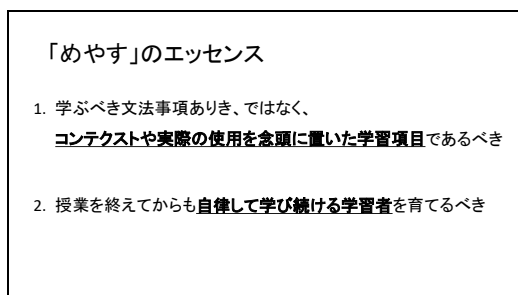 「めやす」のエッセンス
1. 学ぶべき文法事項ありき、ではなく、
コンテクストや実際の使用を念頭に置いた学習項目であるべき
2. 授業を終えてからも自律して学び続ける学習者を育てるべき